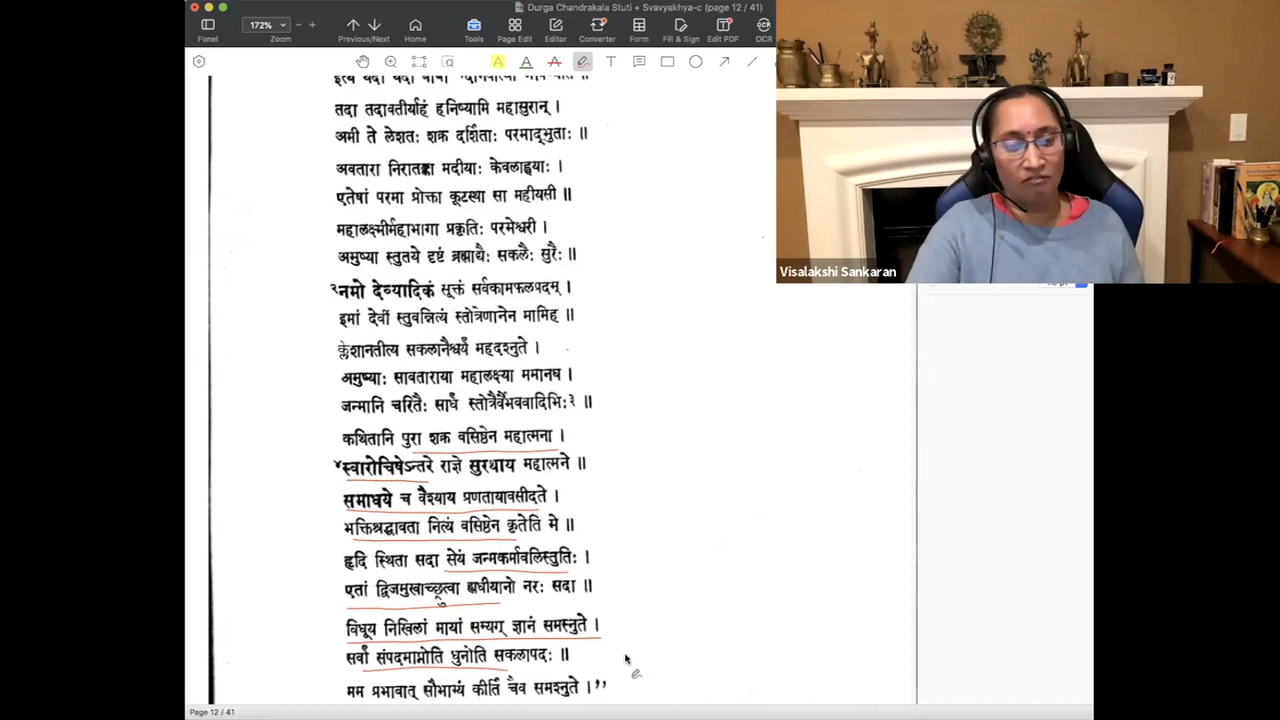 Durga Chandrakala Stuti + Svavyakhya-c (page 12 / 41)
172%
Panel Zoom Previous/Next Home Tools Page Edit Editor Converter Form Fill & Sign Edit PDF OCR
तदा तदावतीर्याहं हनिष्यामि महासुरान् ।
अमी ते लेशतः शक्र दर्शिताः परमाद्भुताः ॥
अवतारा निरातङ्का मदीयाः केवलाह्वयाः ।
एतेषां परमा प्रोक्ता कूटस्था सा महीयसी ॥
महालक्ष्मीर्महाभागा प्रकृतिः परमेश्वरी ।
अमुष्या स्तुतये दृष्टं ब्रह्माद्यैः सकलैः सुरैः ॥
२नमो देव्यादिकं सूक्तं सर्वकामफलप्रदम् ।
इमां देवीं स्तुवन्नित्यं स्तोत्रेणानेन मामिह ॥
क्लेशानतीत्य सकलानैश्वर्यं महदश्नुते ।
अमुष्याः सावताराया महालक्ष्या ममानघ ।
जन्मानि चरितैः सार्धं स्तोत्रैर्वैभववादिभिः३ ॥
कथितानि पुरा शक्र वसिष्ठेन महात्मना ।
४स्वारोचिषेऽन्तरे राज्ञे सुरथाय महात्मने ॥
समाधये च वैश्याय प्रणतायावसीदते ।
भक्तिश्रद्धावता नित्यं वसिष्ठेन कृतेति मे ॥
हृदि स्थिता सदा सेयं जन्मकर्मावलिस्तुतिः ।
एतां द्विजमुखाच्छ्रुत्वा ह्यधीयानो नरः सदा ॥
विधूय निखिलां मायां सम्यग् ज्ञानं समस्नुते ।
सर्वां संपदमाप्नोति धुनोति सकलापदः ॥
मम प्रभावात् सौभाग्यं कीर्तिं चैव समश्नुते ।”
Page 12 / 41
Visalakshi Sankaran